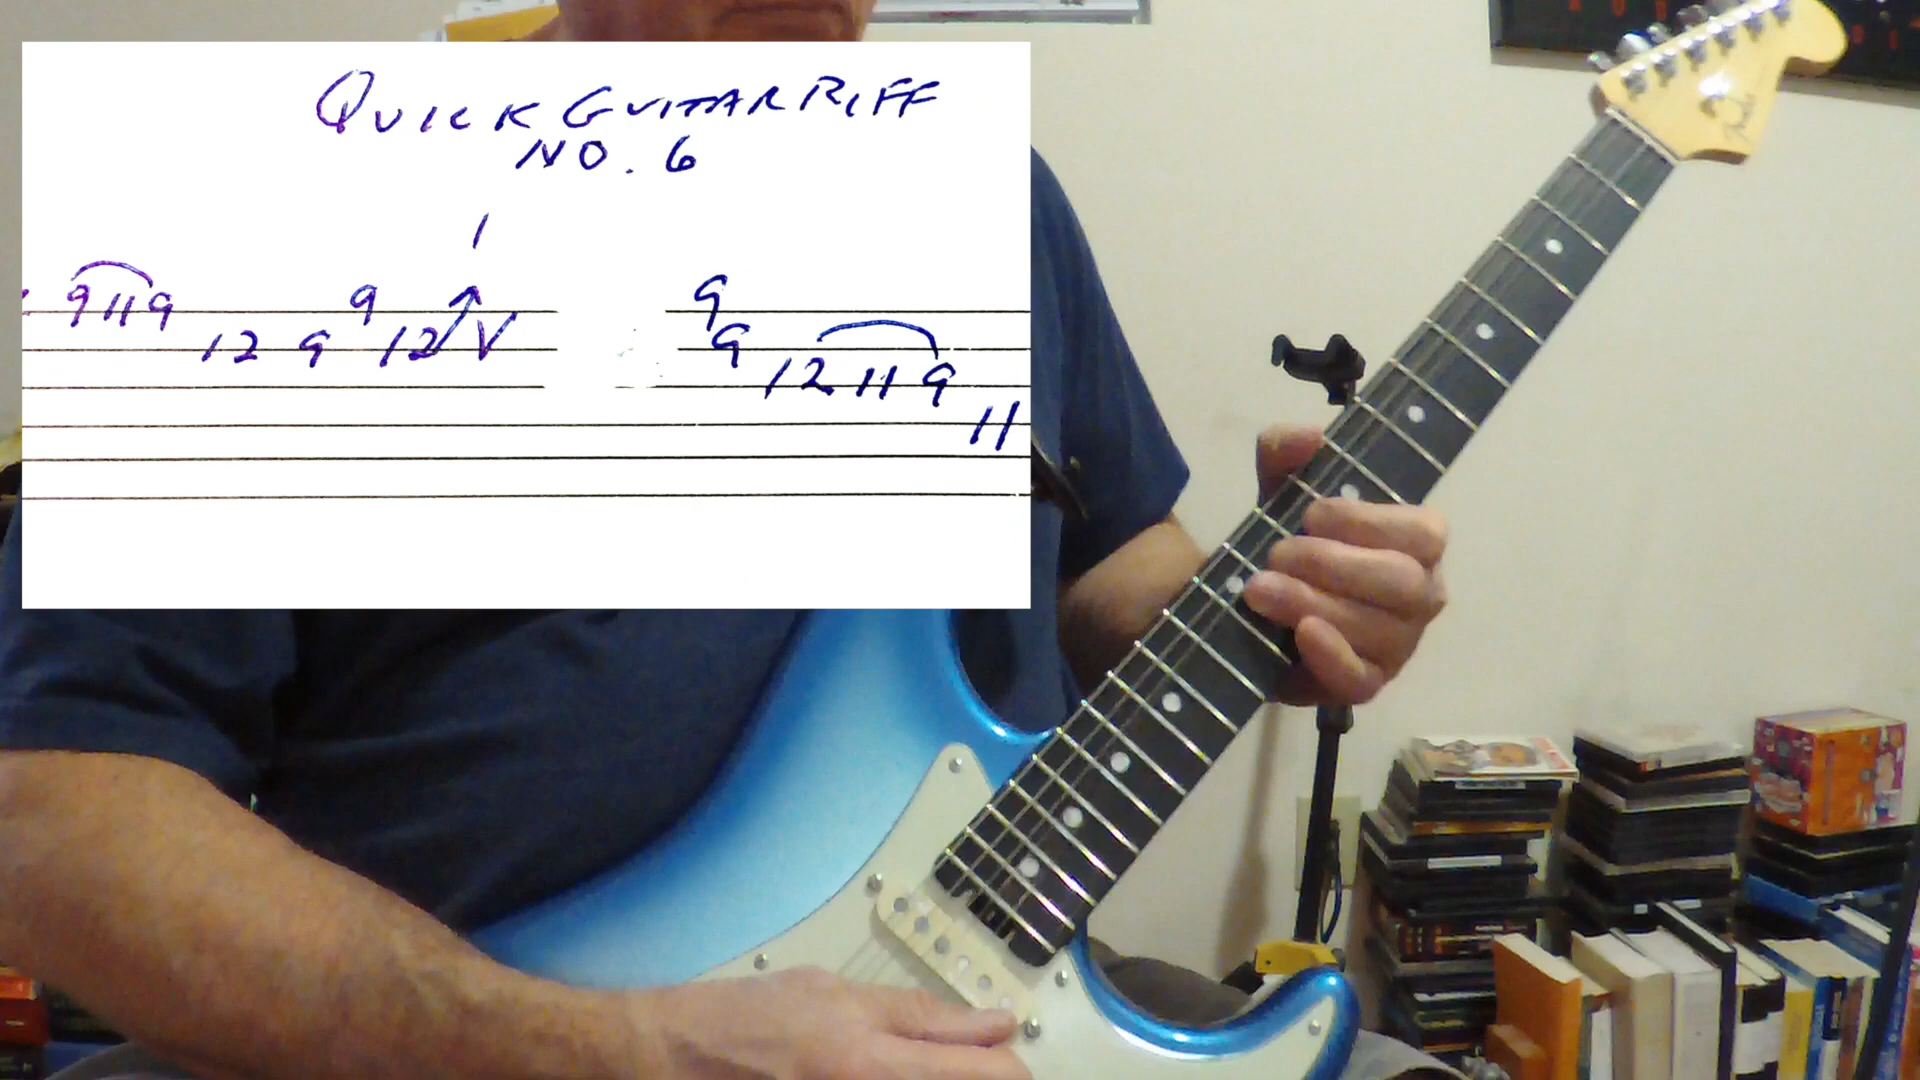 QUICK GUITAR RIFF
NO. 6
1
9 11 9 12 9 9 12 V
9 9 12 11 9 11